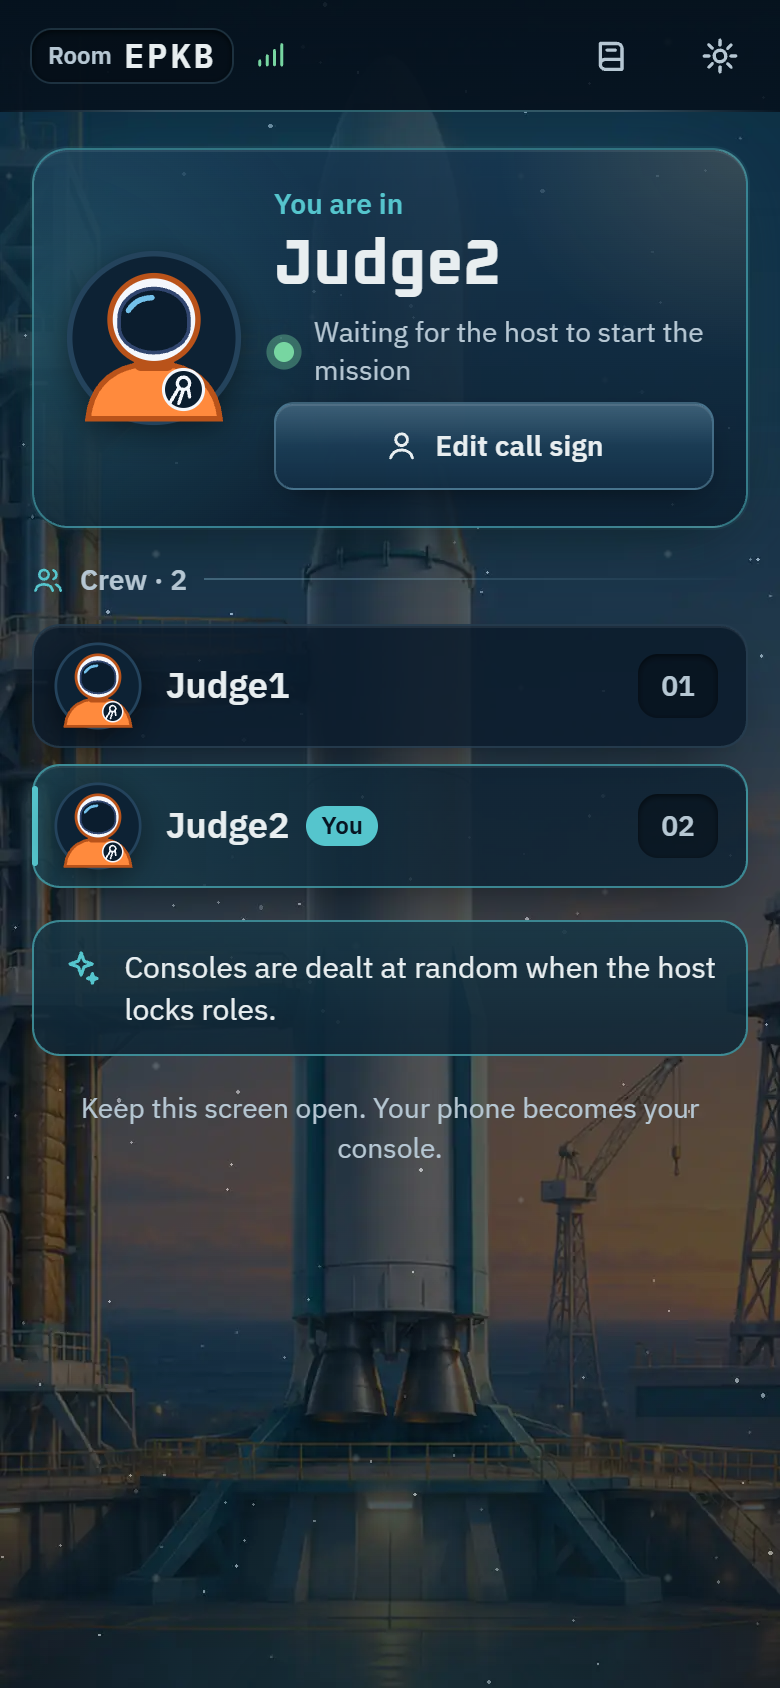 Room EPKB
You are in
Judge2
Waiting for the host to start the
mission
Edit call sign
Crew · 2
Judge1
01
Judge2 You
02
Consoles are dealt at random when the host
locks roles.
Keep this screen open. Your phone becomes your
console.